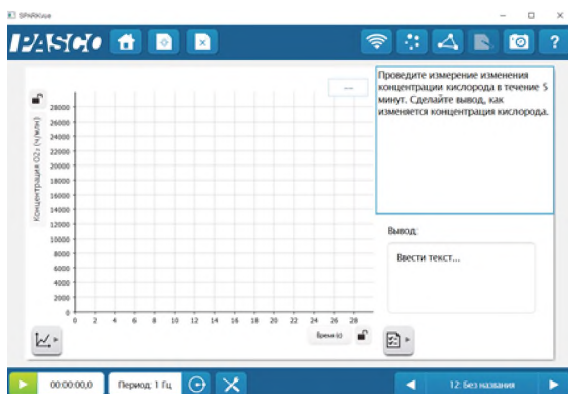 SPARKvue
PASCO
?
Проведите измерение изменения
концентрации кислорода в течение 5
минут. Сделайте вывод, как
изменяется концентрация кислорода.
---
Концентрация O2₂ (ч/млн)
28000
26000
24000
22000
20000
18000
16000
14000
12000
10000
8000
6000
4000
2000
0
0 2 4 6 8 10 12 14 16 18 20 22 24 26 28
Время (с)
Вывод:
Ввести текст...
00:00:00,0
Период: 1 Гц
12: Без названия